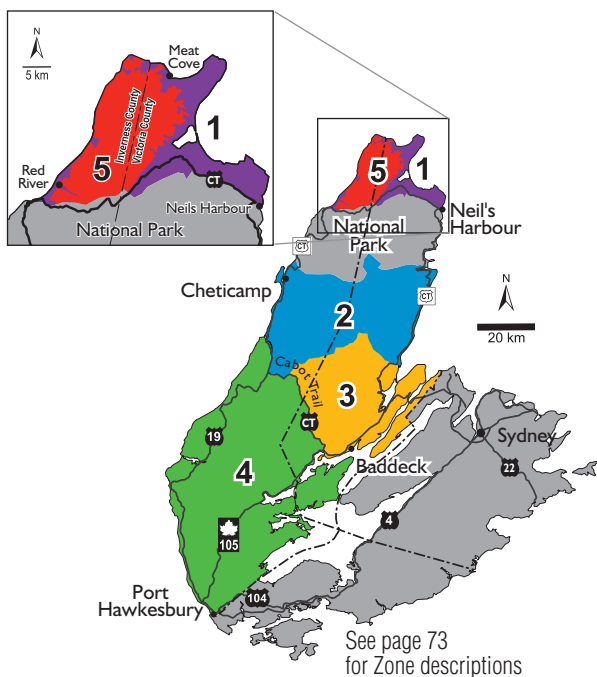 N
5 km
Meat
Cove
Inverness County
Victoria County
1
5
Red
River
CT
Neils Harbour
National Park
5
1
Neil's
Harbour
National
Park
CT
CT
N
20 km
Cheticamp
2
Cabot Trail
3
CT
19
Sydney
Baddeck
22
4
4
105
Port
Hawkesbury
104
See page 73
for Zone descriptions